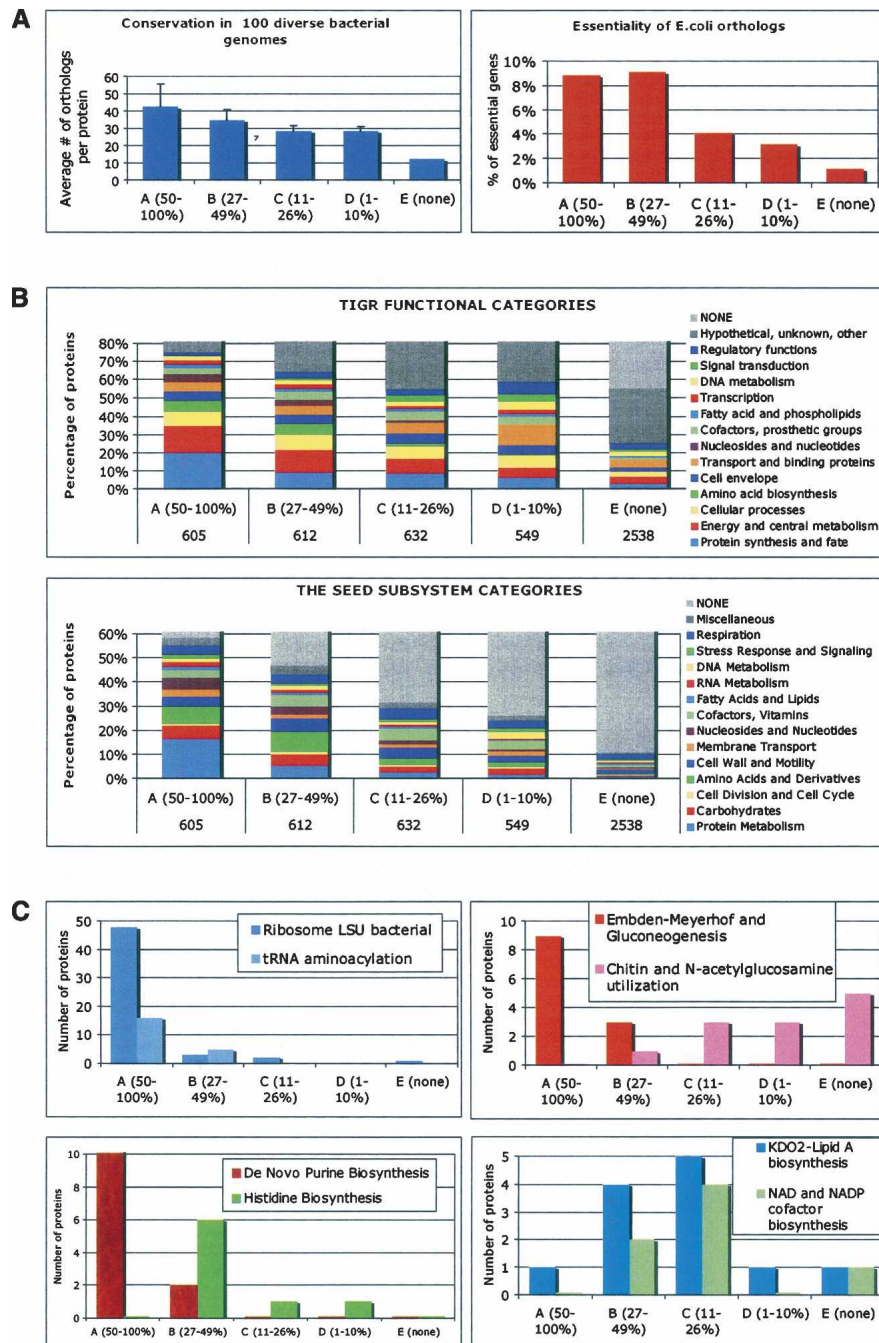 A
Conservation in 100 diverse bacterial
genomes
Average # of orthologs
per protein
60
50
40
30
20
10
0
7
A (50-
100%)
B (27-
49%)
C (11-
26%)
D (1-
10%)
E (none)
Essentiality of E.coli orthologs
% of essential genes
10%
8%
6%
4%
2%
0%
A (50-
100%)
B (27-
49%)
C (11-
26%)
D (1-
10%)
E (none)
B
TIGR FUNCTIONAL CATEGORIES
Percentage of proteins
80%
70%
60%
50%
40%
30%
20%
10%
0%
A (50-100%)
B (27-49%)
C (11-26%)
D (1-10%)
E (none)
605
612
632
549
2538
NONE
Hypothetical, unknown, other
Regulatory functions
Signal transduction
DNA metabolism
Transcription
Fatty acid and phospholipids
Cofactors, prosthetic groups
Nucleosides and nucleotides
Transport and binding proteins
Cell envelope
Amino acid biosynthesis
Cellular processes
Energy and central metabolism
Protein synthesis and fate
THE SEED SUBSYSTEM CATEGORIES
Percentage of proteins
60%
50%
40%
30%
20%
10%
0%
A (50-100%)
B (27-49%)
C (11-26%)
D (1-10%)
E (none)
605
612
632
549
2538
NONE
Miscellaneous
Respiration
Stress Response and Signaling
DNA Metabolism
RNA Metabolism
Fatty Acids and Lipids
Cofactors, Vitamins
Nucleosides and Nucleotides
Membrane Transport
Cell Wall and Motility
Amino Acids and Derivatives
Cell Division and Cell Cycle
Carbohydrates
Protein Metabolism
C
Number of proteins
50
40
30
20
10
0
Ribosome LSU bacterial
tRNA aminoacylation
A (50-
100%)
B (27-
49%)
C (11-
26%)
D (1-
10%)
E (none)
Number of proteins
10
8
6
4
2
0
Embden-Meyerhof and
Gluconeogenesis
Chitin and N-acetylglucosamine
utilization
A (50-
100%)
B (27-
49%)
C (11-
26%)
D (1-
10%)
E (none)
Number of proteins
10
8
6
4
2
0
De Novo Purine Biosynthesis
Histidine Biosynthesis
A (50-100%)
B (27-49%)
C (11-26%)
D (1-10%)
E (none)
Number of proteins
5
4
3
2
1
0
KDO2-Lipid A
biosynthesis
NAD and NADP
cofactor
biosynthesis
A (50-
100%)
B (27-
49%)
C (11-
26%)
D (1-10%)
E (none)